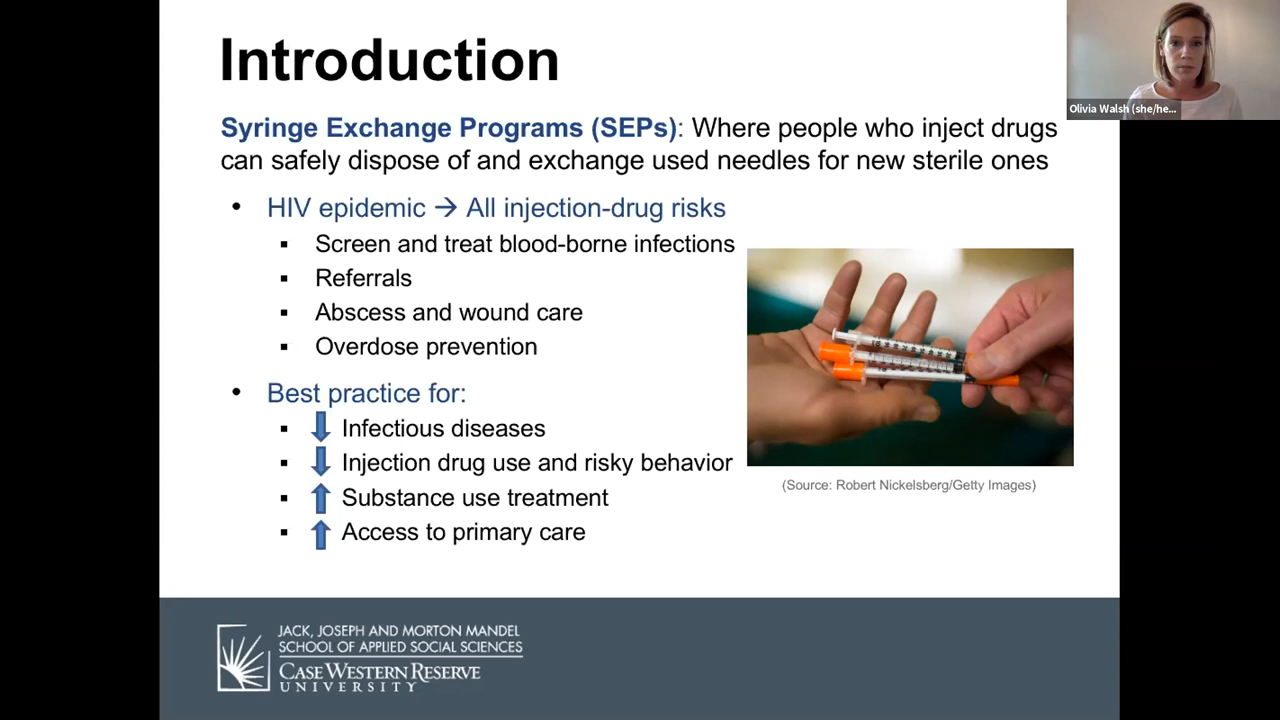 Introduction
Syringe Exchange Programs (SEPs): Where people who inject drugs
can safely dispose of and exchange used needles for new sterile ones
• HIV epidemic → All injection-drug risks
▪ Screen and treat blood-borne infections
▪ Referrals
▪ Abscess and wound care
▪ Overdose prevention
• Best practice for:
▪ ↓ Infectious diseases
▪ ↓ Injection drug use and risky behavior
▪ ↑ Substance use treatment
▪ ↑ Access to primary care
(Source: Robert Nickelsberg/Getty Images)
Olivia Walsh (she/he...
JACK, JOSEPH AND MORTON MANDEL
SCHOOL OF APPLIED SOCIAL SCIENCES
CASE WESTERN RESERVE
UNIVERSITY